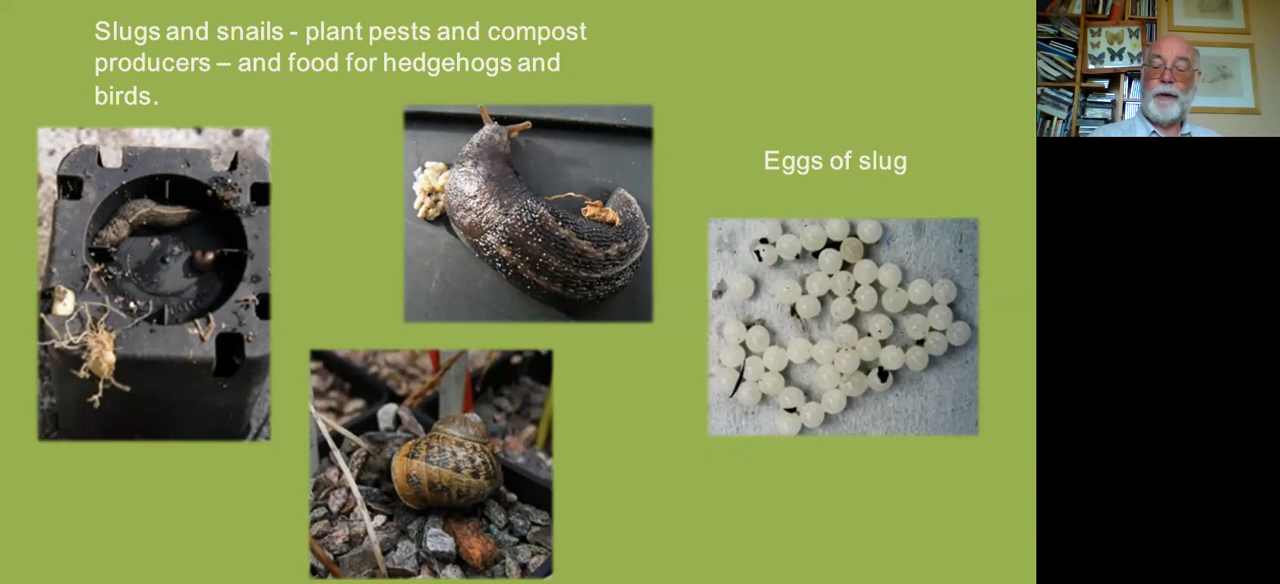 Slugs and snails - plant pests and compost
producers – and food for hedgehogs and
birds.
Eggs of slug